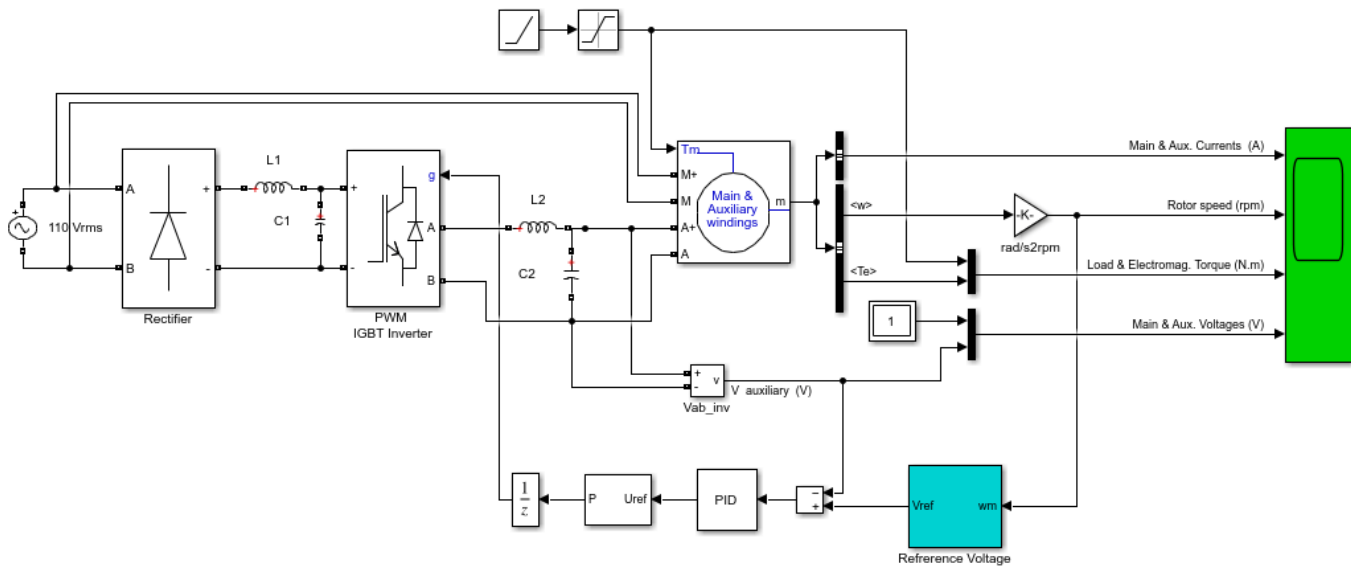 Tm
M+
M
A+
A
Main &
Auxiliary
windings
m
L1
C1
L2
C2
110 Vrms
A
B
+
-
Rectifier
+
-
g
A
B
PWM
IGBT Inverter
<w>
<Te>
-K-
rad/s2rpm
1
Main & Aux. Currents (A)
Rotor speed (rpm)
Load & Electromag. Torque (N.m)
Main & Aux. Voltages (V)
+
-
v
V auxiliary (V)
Vab_inv
1
z
P
Uref
PID
−
+
Vref
wm
Refrerence Voltage